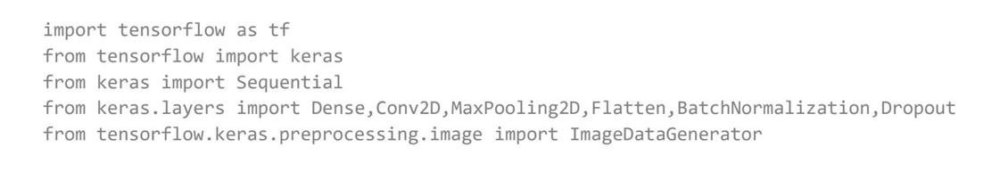 import tensorflow as tf
from tensorflow import keras
from keras import Sequential
from keras.layers import Dense,Conv2D,MaxPooling2D,Flatten,BatchNormalization,Dropout
from tensorflow.keras.preprocessing.image import ImageDataGenerator